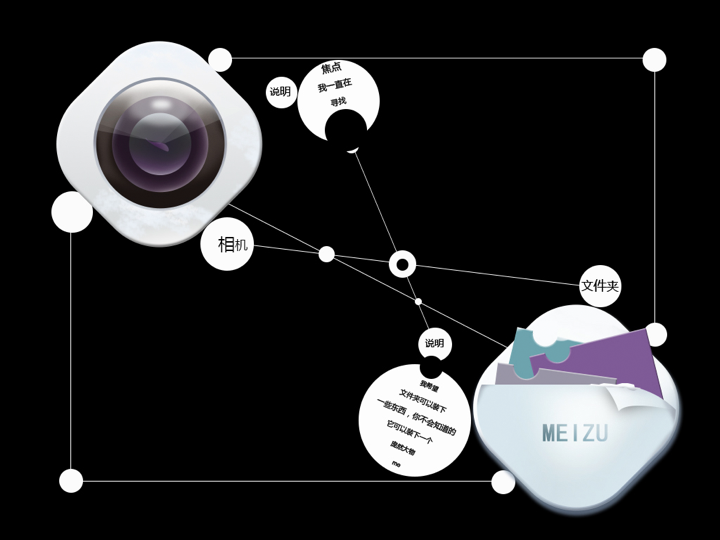 焦点
我一直在
寻找
说明
相机
文件夹
说明
我希望
文件夹可以装下
一些东西，你不会知道的
它可以装下一个
庞然大物
me
MEIZU